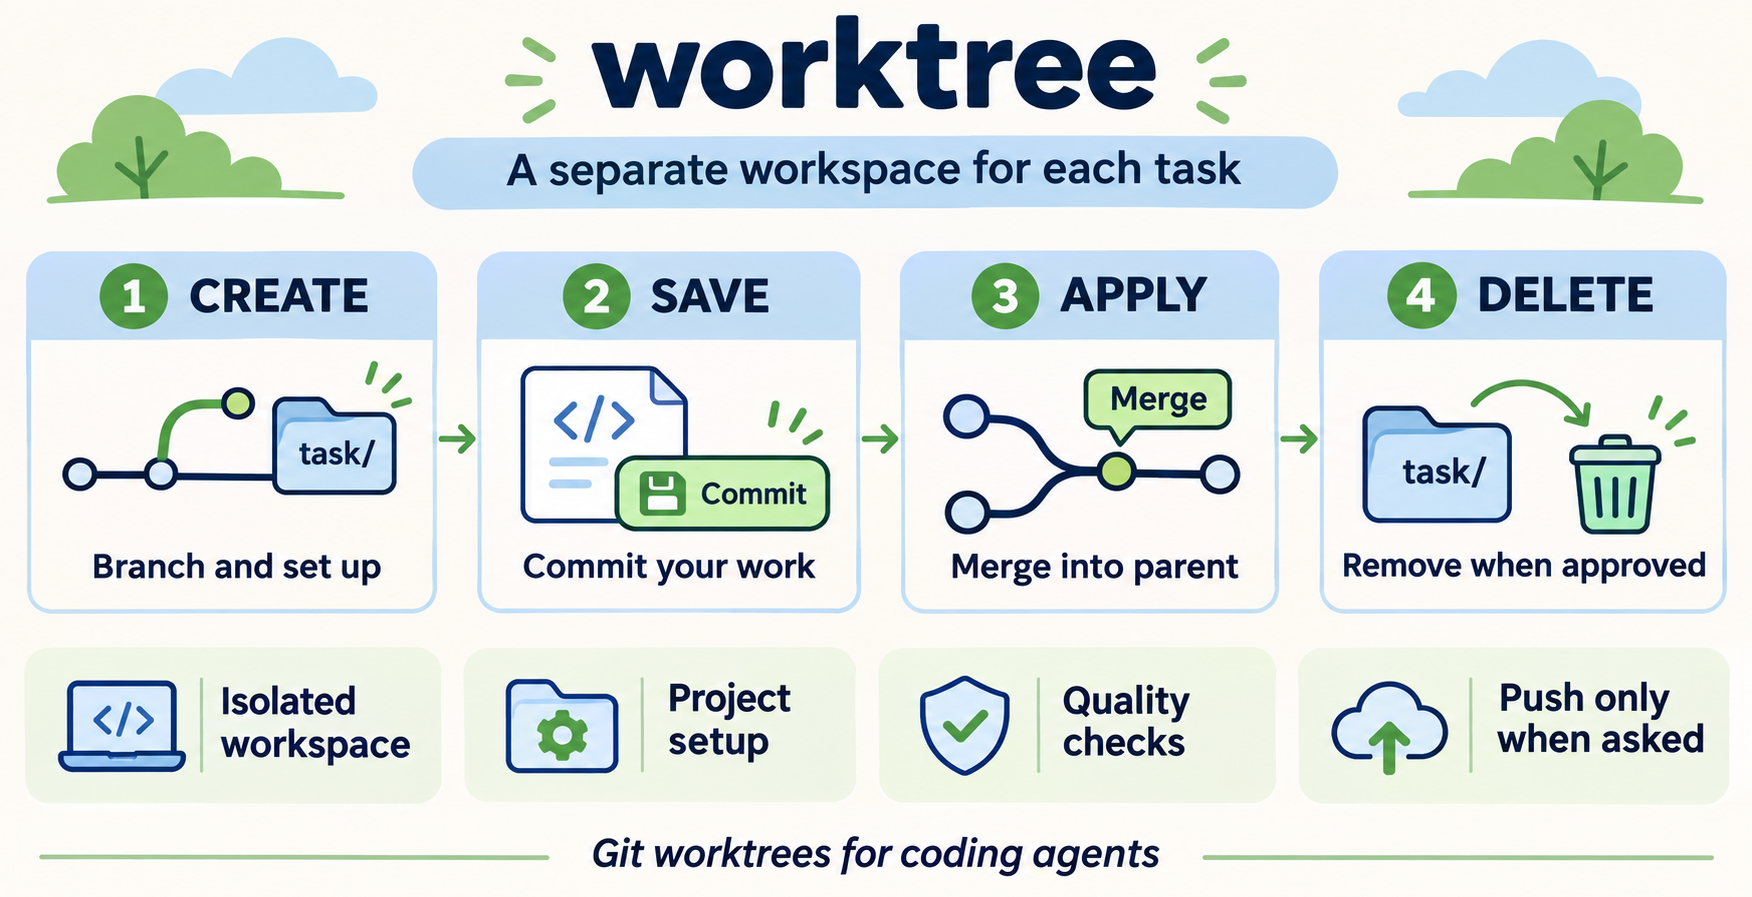 worktree
A separate workspace for each task
1 CREATE
task/
Branch and set up
2 SAVE
</>
Commit
Commit your work
3 APPLY
Merge
Merge into parent
4 DELETE
task/
Remove when approved
</>
Isolated
workspace
Project
setup
Quality
checks
Push only
when asked
Git worktrees for coding agents